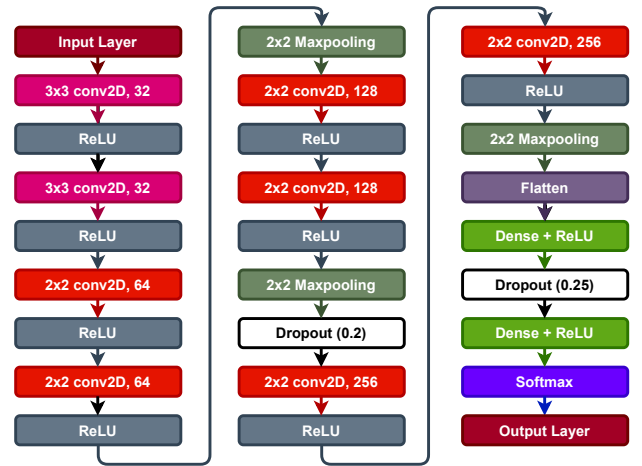 Input Layer
3x3 conv2D, 32
ReLU
3x3 conv2D, 32
ReLU
2x2 conv2D, 64
ReLU
2x2 conv2D, 64
ReLU
2x2 Maxpooling
2x2 conv2D, 128
ReLU
2x2 conv2D, 128
ReLU
2x2 Maxpooling
Dropout (0.2)
2x2 conv2D, 256
ReLU
2x2 conv2D, 256
ReLU
2x2 Maxpooling
Flatten
Dense + ReLU
Dropout (0.25)
Dense + ReLU
Softmax
Output Layer